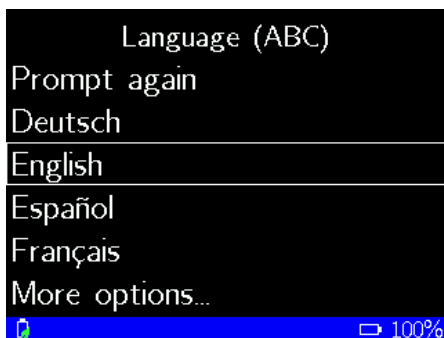 Language (ABC)
Prompt again
Deutsch
English
Español
Français
More options...
100%